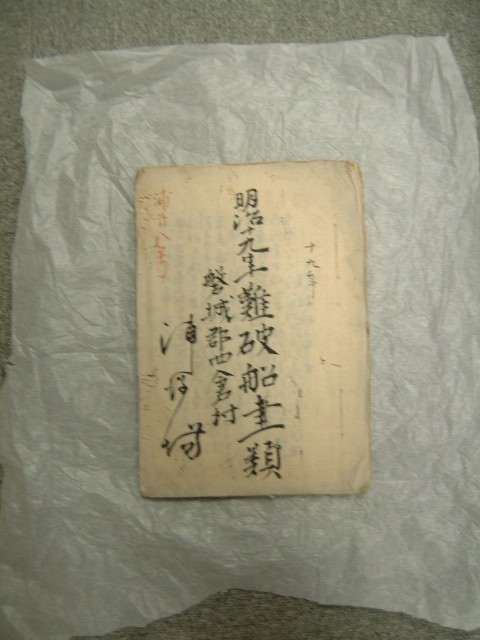 十九年
明治十九年難破船書類
磐城郡四倉村
浦役場